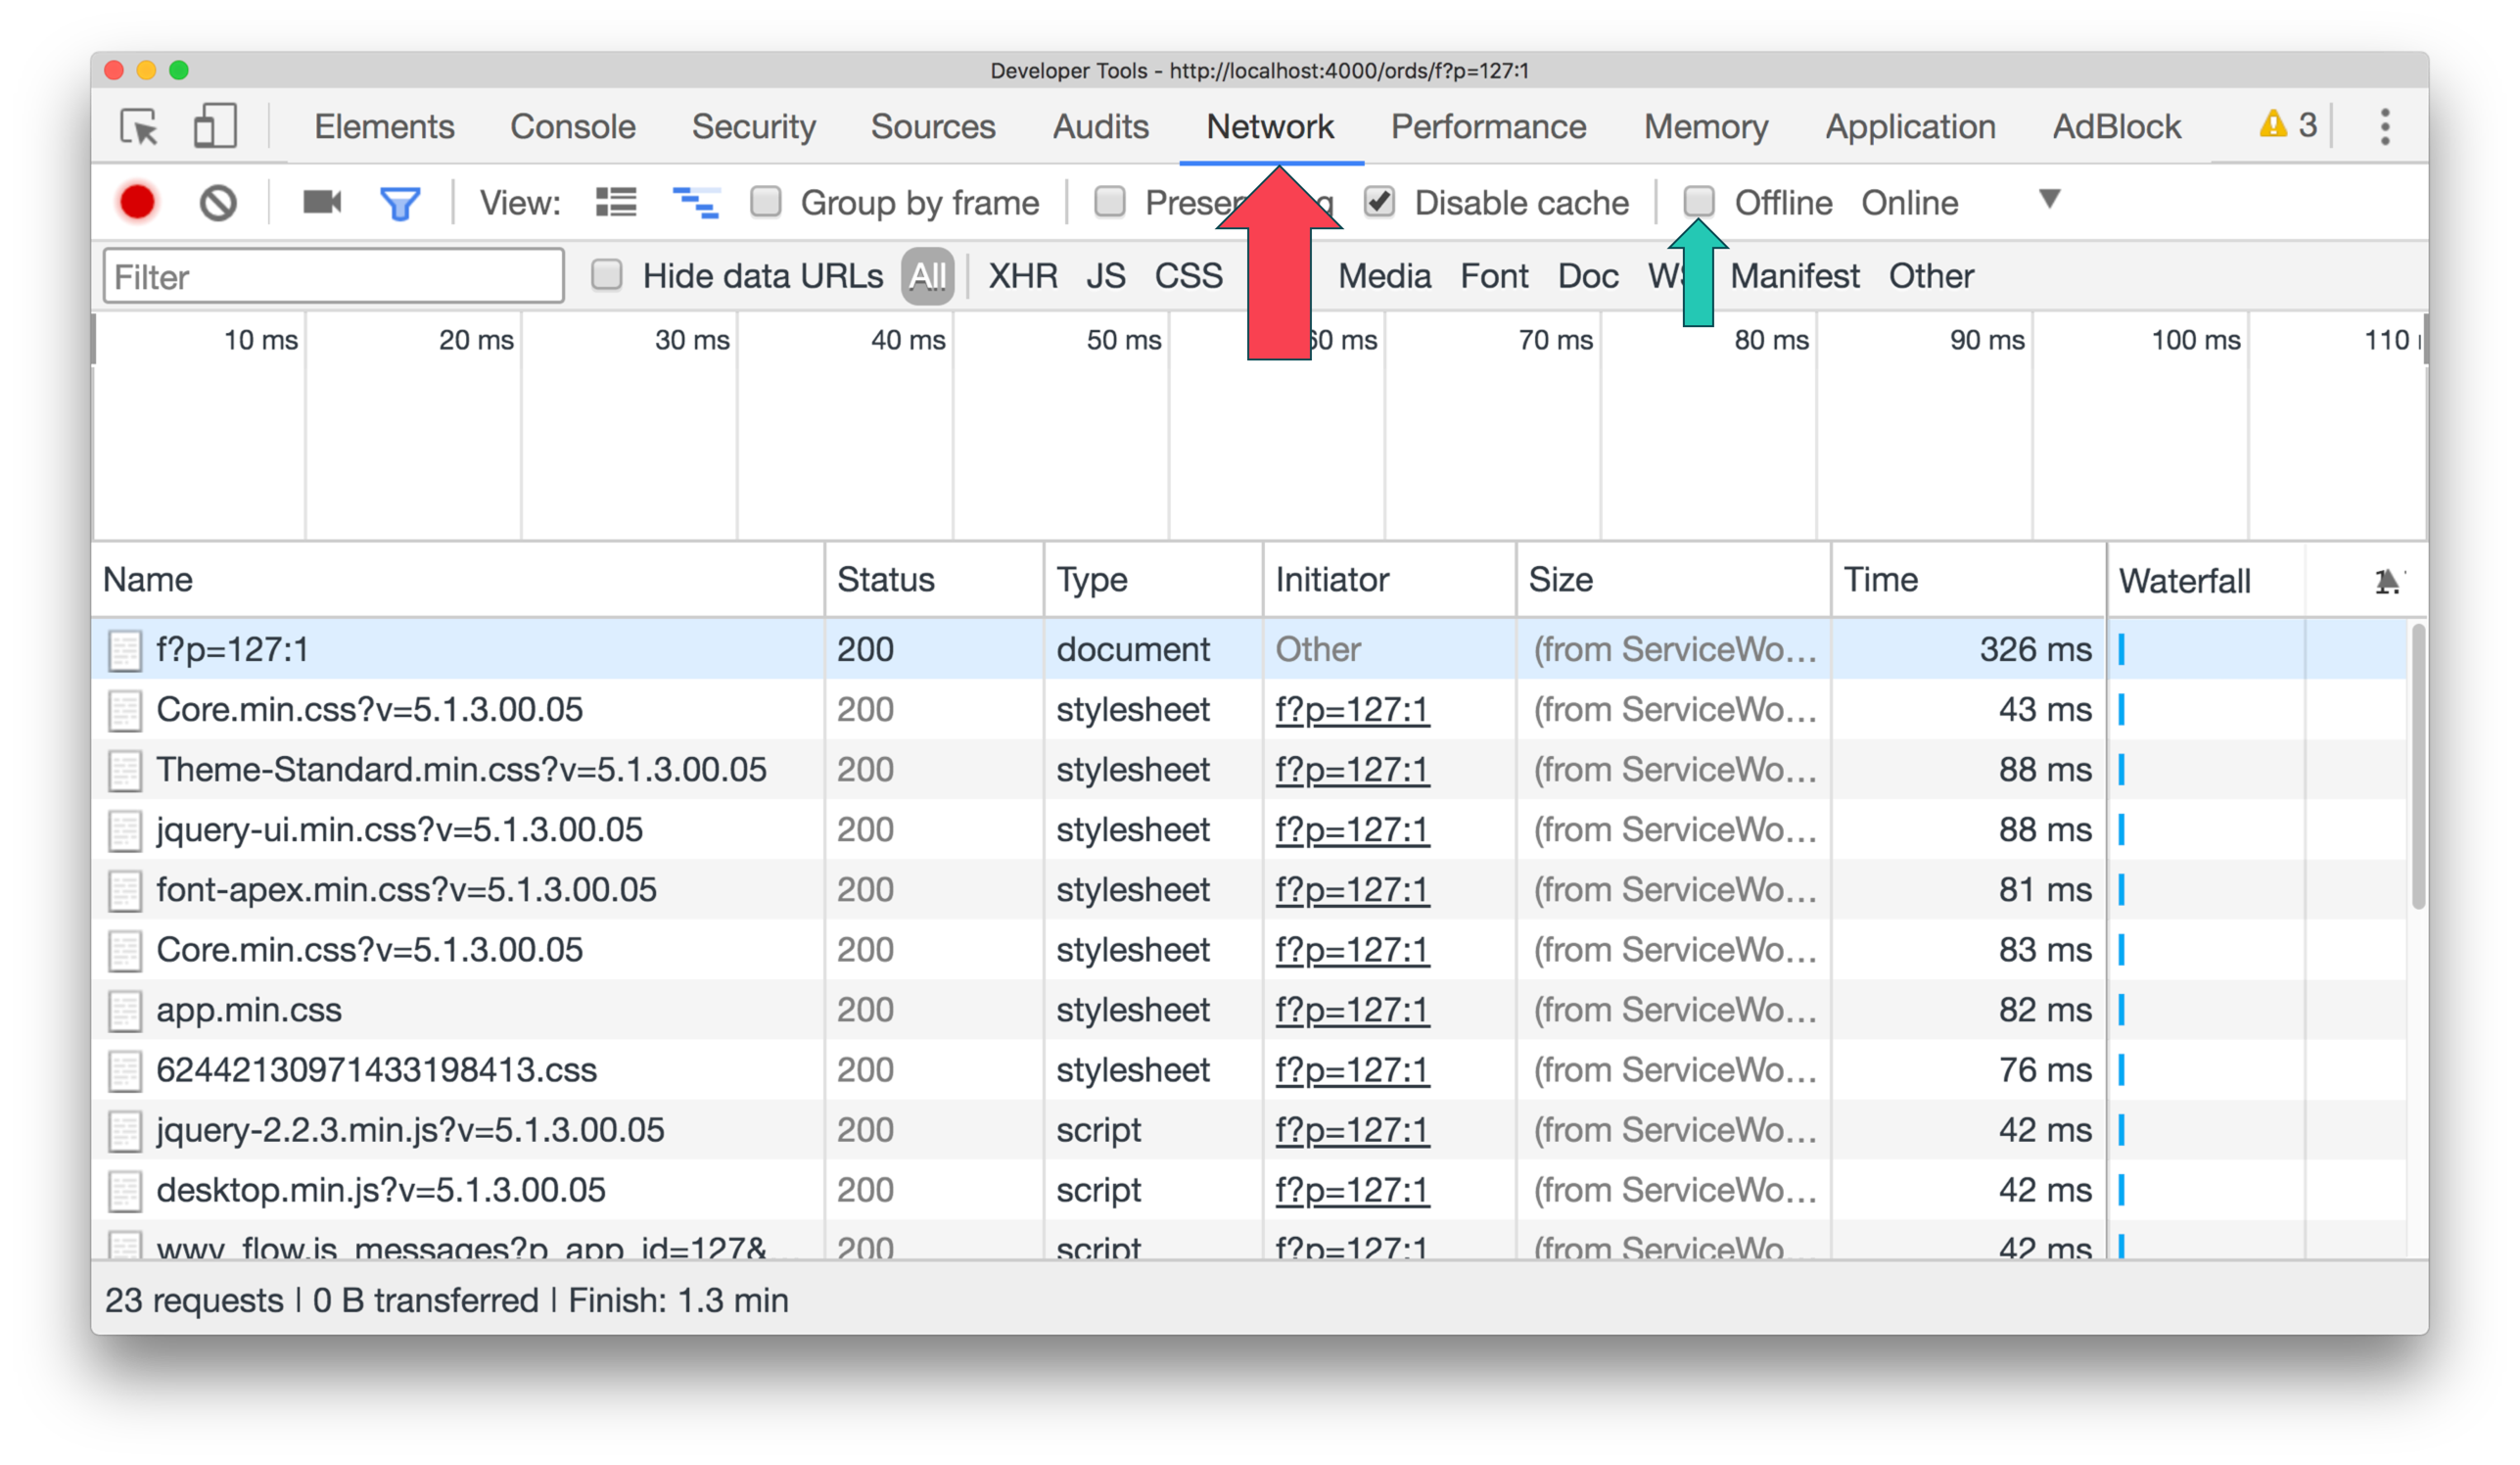 Developer Tools - http://localhost:4000/ords/f?p=127:1
Elements Console Security Sources Audits Network Performance Memory Application AdBlock 3
View: Group by frame Disable cache Offline Online
Filter Hide data URLs All XHR JS CSS Media Font Doc Manifest Other
10 ms 20 ms 30 ms 40 ms 50 ms 60 ms 70 ms 80 ms 90 ms 100 ms 110
Name Status Type Initiator Size Time Waterfall
f?p=127:1 200 document Other (from ServiceWo... 326 ms
Core.min.css?v=5.1.3.00.05 200 stylesheet f?p=127:1 (from ServiceWo... 43 ms
Theme-Standard.min.css?v=5.1.3.00.05 200 stylesheet f?p=127:1 (from ServiceWo... 88 ms
jquery-ui.min.css?v=5.1.3.00.05 200 stylesheet f?p=127:1 (from ServiceWo... 88 ms
font-apex.min.css?v=5.1.3.00.05 200 stylesheet f?p=127:1 (from ServiceWo... 81 ms
Core.min.css?v=5.1.3.00.05 200 stylesheet f?p=127:1 (from ServiceWo... 83 ms
app.min.css 200 stylesheet f?p=127:1 (from ServiceWo... 82 ms
62442130971433198413.css 200 stylesheet f?p=127:1 (from ServiceWo... 76 ms
jquery-2.2.3.min.js?v=5.1.3.00.05 200 script f?p=127:1 (from ServiceWo... 42 ms
desktop.min.js?v=5.1.3.00.05 200 script f?p=127:1 (from ServiceWo... 42 ms
wwv_flow.js_messages?p_app_id=127&... 200 script f?p=127:1 (from ServiceWo... 42 ms
23 requests | 0 B transferred | Finish: 1.3 min